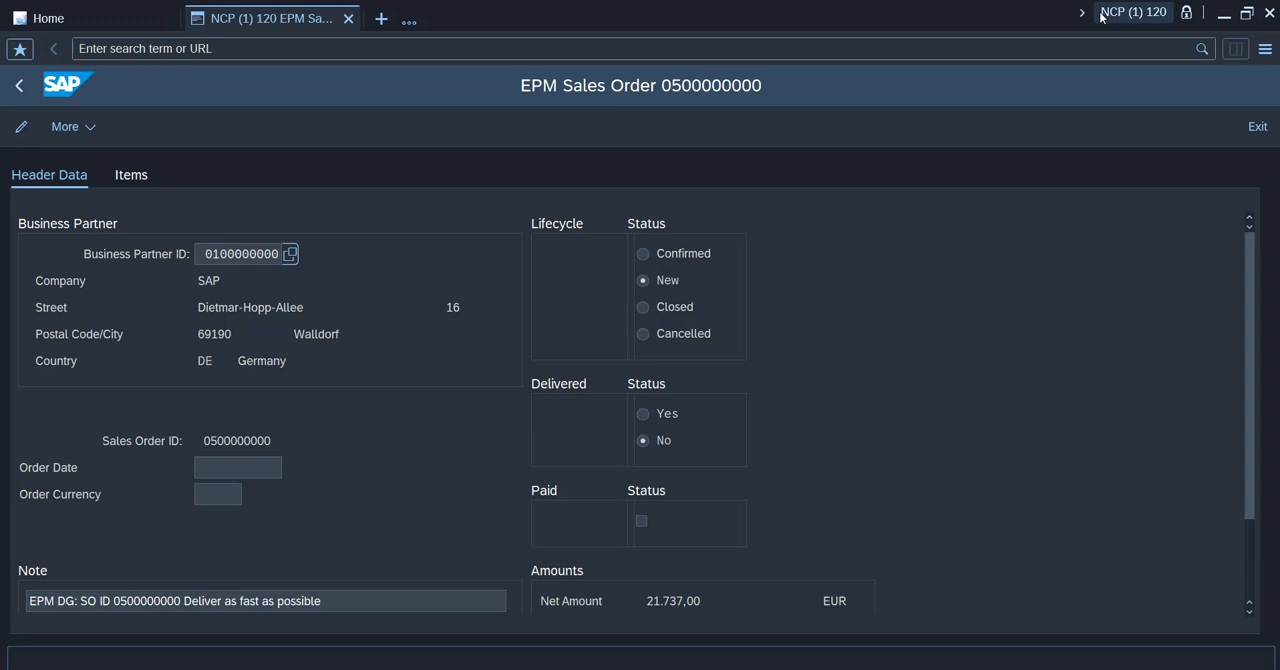 Home
NCP (1) 120 EPM Sa...
NCP (1) 120
Enter search term or URL
SAP
EPM Sales Order 0500000000
More
Exit
Header Data
Items
Business Partner
Business Partner ID: 0100000000
Company SAP
Street Dietmar-Hopp-Allee 16
Postal Code/City 69190 Walldorf
Country DE Germany
Sales Order ID: 0500000000
Order Date
Order Currency
Note
EPM DG: SO ID 0500000000 Deliver as fast as possible
Lifecycle Status
Confirmed
New
Closed
Cancelled
Delivered Status
Yes
No
Paid Status
Amounts
Net Amount 21.737,00 EUR